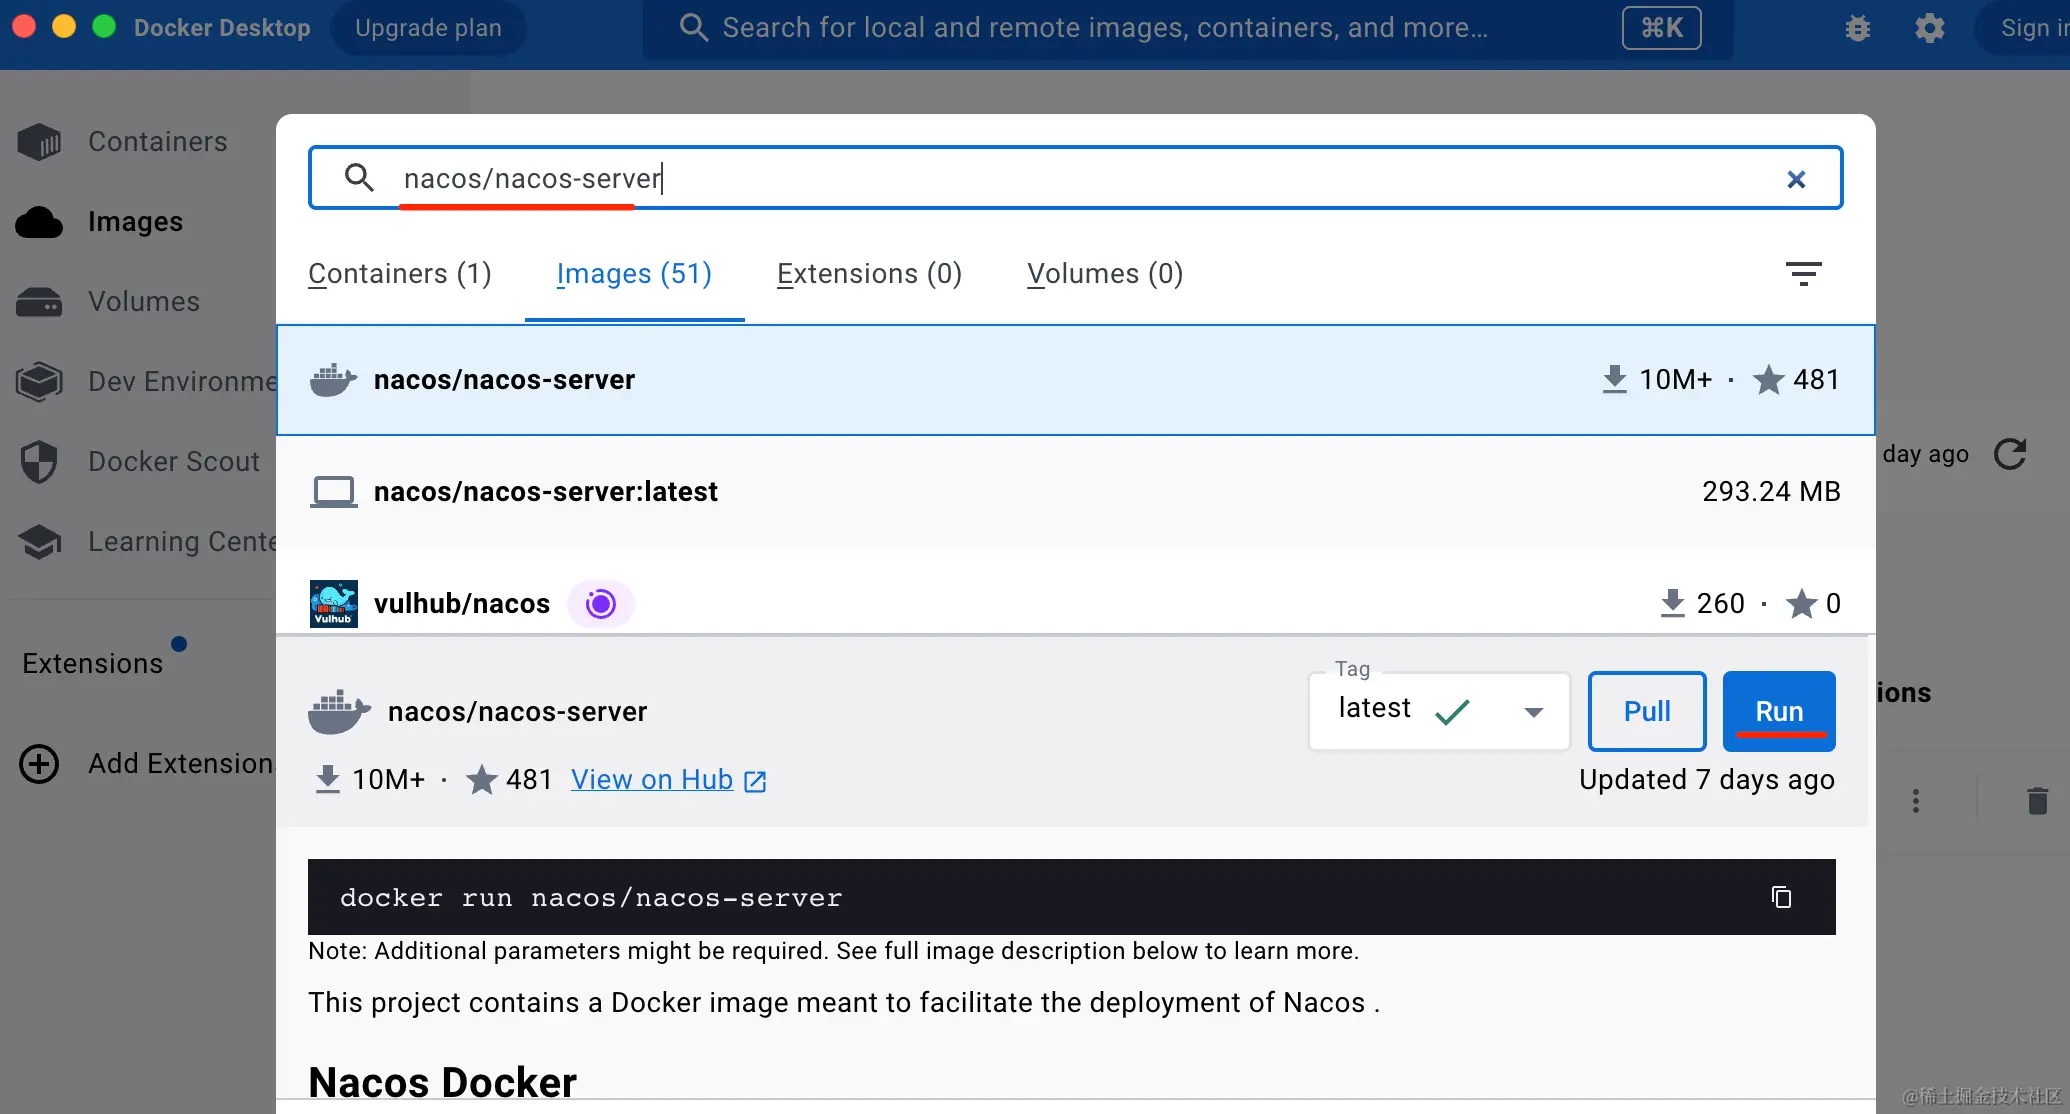 Docker Desktop
Upgrade plan
Search for local and remote images, containers, and more...
⌘K
Sign in
Containers
Images
Volumes
Dev Environme
Docker Scout
Learning Cente
Extensions
Add Extension
nacos/nacos-server
Containers (1)
Images (51)
Extensions (0)
Volumes (0)
nacos/nacos-server
10M+ · 481
nacos/nacos-server:latest
293.24 MB
Vulhub
vulhub/nacos
260 · 0
nacos/nacos-server
Tag
latest
Pull
Run
10M+ · 481 View on Hub
Updated 7 days ago
docker run nacos/nacos-server
Note: Additional parameters might be required. See full image description below to learn more.
This project contains a Docker image meant to facilitate the deployment of Nacos .
Nacos Docker
day ago
ions
@稀土掘金技术社区